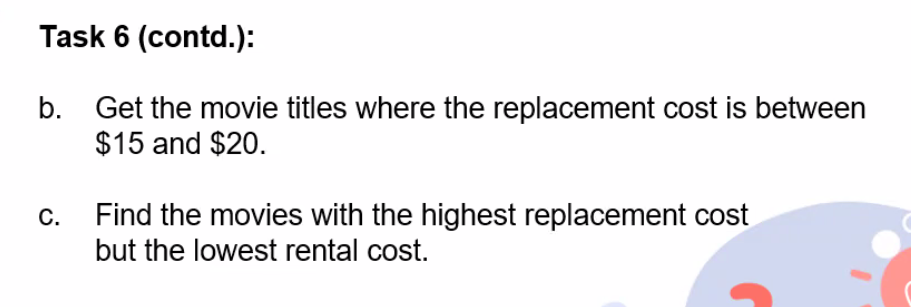 Task 6 (contd.):
b. Get the movie titles where the replacement cost is between
$15 and $20.
c. Find the movies with the highest replacement cost
but the lowest rental cost.